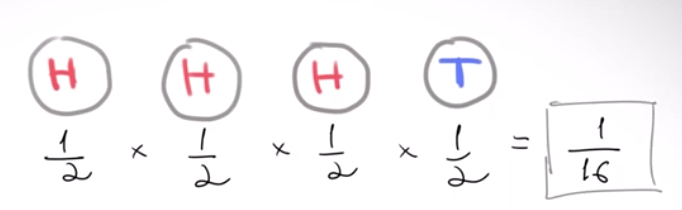 H H H T
1/2 × 1/2 × 1/2 × 1/2 = 1/16